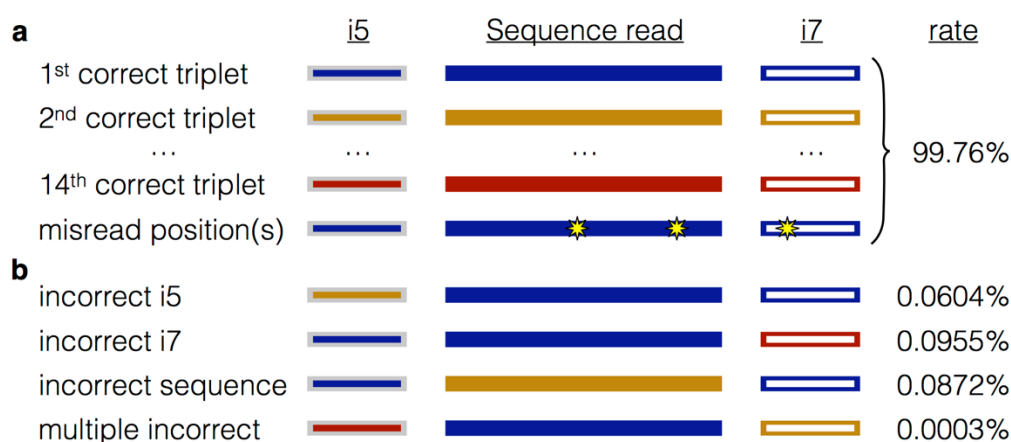 a i5 Sequence read i7 rate
1st correct triplet
2nd correct triplet
... ... ... ... 99.76%
14th correct triplet
misread position(s)
b
incorrect i5 0.0604%
incorrect i7 0.0955%
incorrect sequence 0.0872%
multiple incorrect 0.0003%